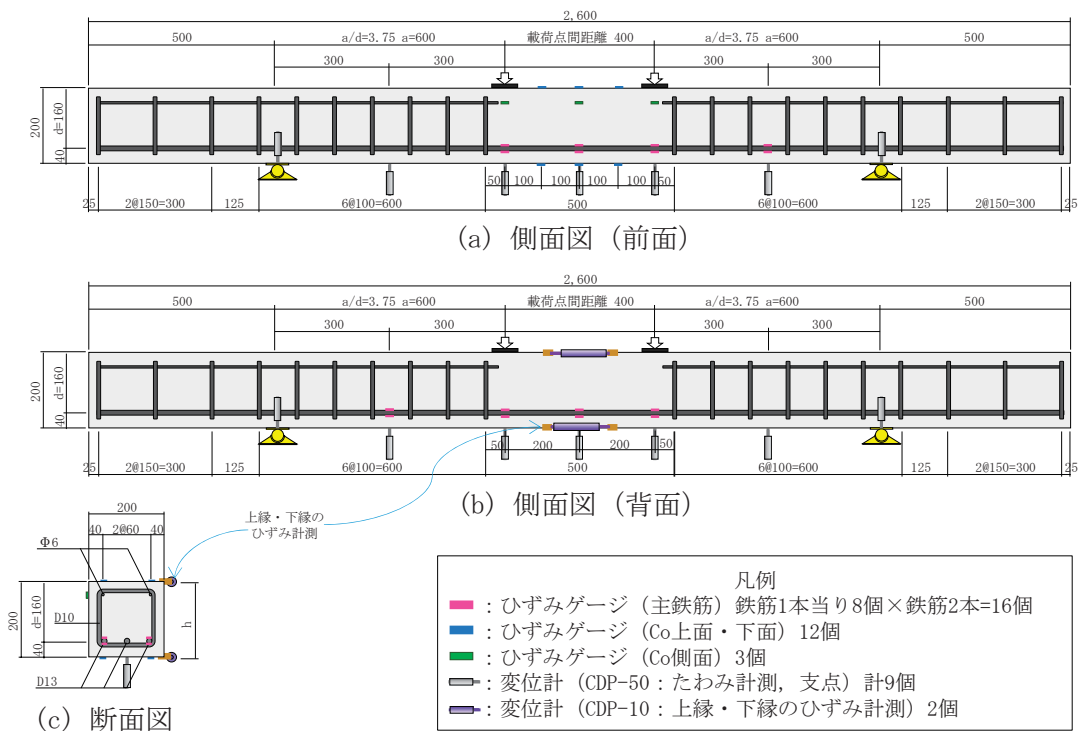 2,600
500
a/d=3.75 a=600
載荷点間距離 400
a/d=3.75 a=600
500
300
300
300
300
200
d=160
40
50
100
100
100
100
50
25
2@150=300
125
6@100=600
500
6@100=600
125
2@150=300
25
(a) 側面図 (前面)
2,600
500
a/d=3.75 a=600
載荷点間距離 400
a/d=3.75 a=600
500
300
300
300
300
200
d=160
40
50
200
200
50
25
2@150=300
125
6@100=600
500
6@100=600
125
2@150=300
25
(b) 側面図 (背面)
上縁・下縁の
ひずみ計測
200
40
2@60
40
Φ6
200
d=160
D10
40
h
D13
(c) 断面図
凡例
：ひずみゲージ (主鉄筋) 鉄筋1本当り8個×鉄筋2本=16個
：ひずみゲージ (Co上面・下面) 12個
：ひずみゲージ (Co側面) 3個
：変位計 (CDP-50：たわみ計測, 支点) 計9個
：変位計 (CDP-10：上縁・下縁のひずみ計測) 2個